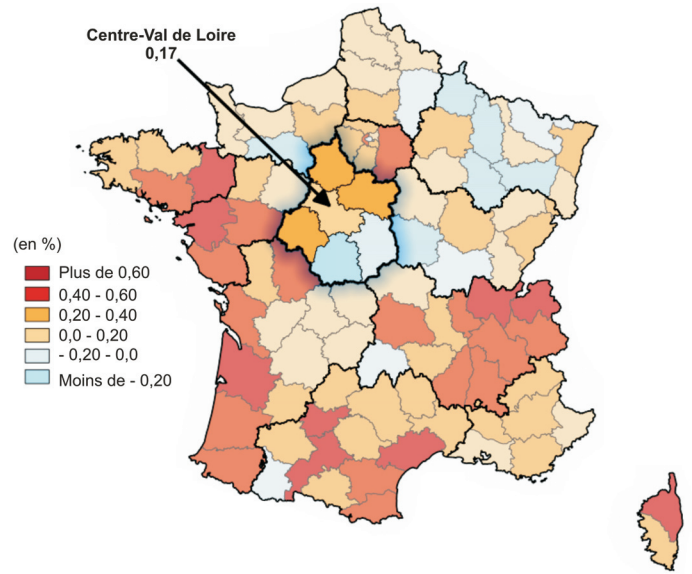 Centre-Val de Loire
0,17
(en %)
Plus de 0,60
0,40 - 0,60
0,20 - 0,40
0,0 - 0,20
- 0,20 - 0,0
Moins de - 0,20